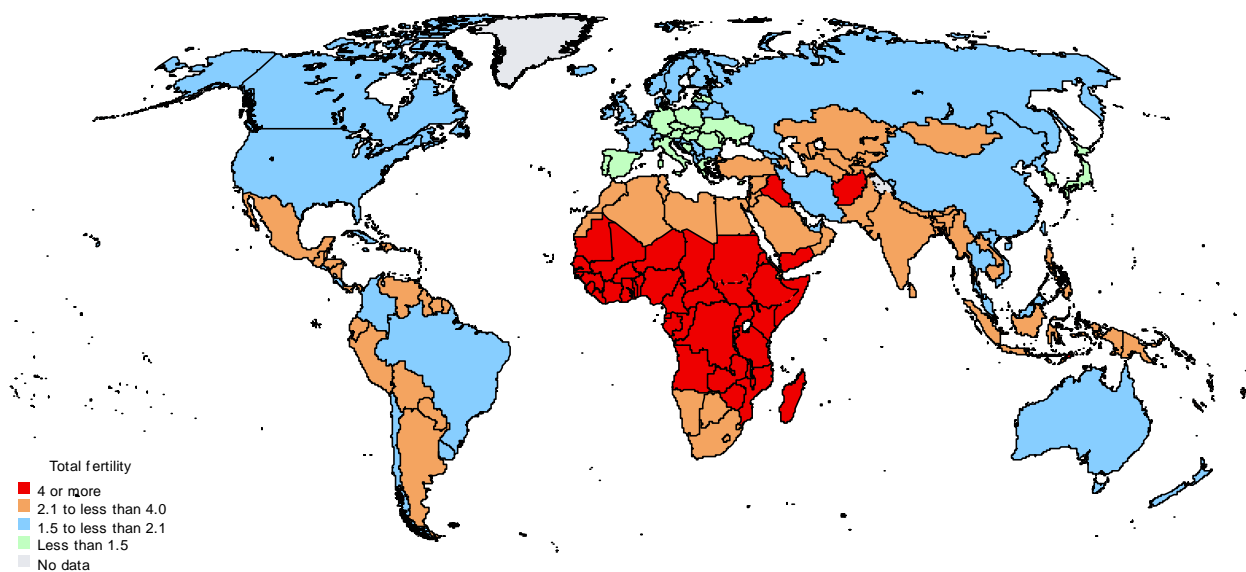 Total fertility
4 or more
2.1 to less than 4.0
1.5 to less than 2.1
Less than 1.5
No data